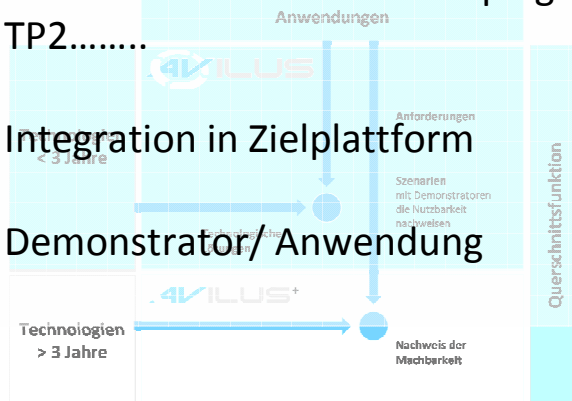 Anwendungen
TP2........
AVILUS
Anforderungen
Integration in Zielplattform
Technologien
< 3 Jahre
Szenarien
mit Demonstratoren
die Nutzbarkeit
nachweisen
Querschnittsfunktion
Demonstrator/ Anwendung
AVILUS+
Technologien
> 3 Jahre
Nachweis der
Machbarkeit